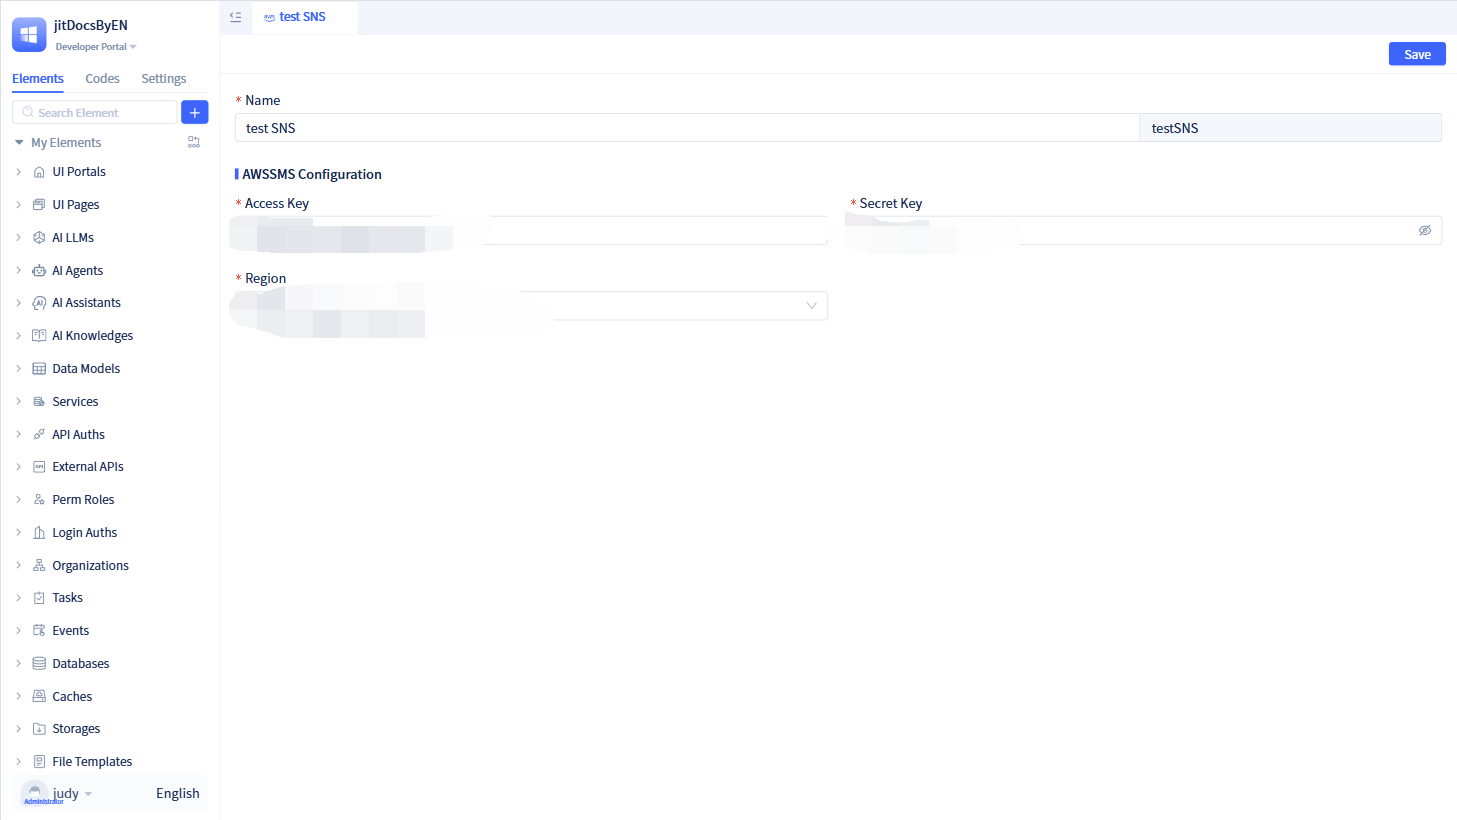 jitDocsByEN
Developer Portal
Elements Codes Settings
Search Element
My Elements
UI Portals
UI Pages
AI LLMs
AI Agents
AI Assistants
AI Knowledges
Data Models
Services
API Auths
External APIs
Perm Roles
Login Auths
Organizations
Tasks
Events
Databases
Caches
Storages
File Templates
judy English
Administrator
aws test SNS
Save
* Name
test SNS testSNS
AWSSMS Configuration
* Access Key * Secret Key
* Region